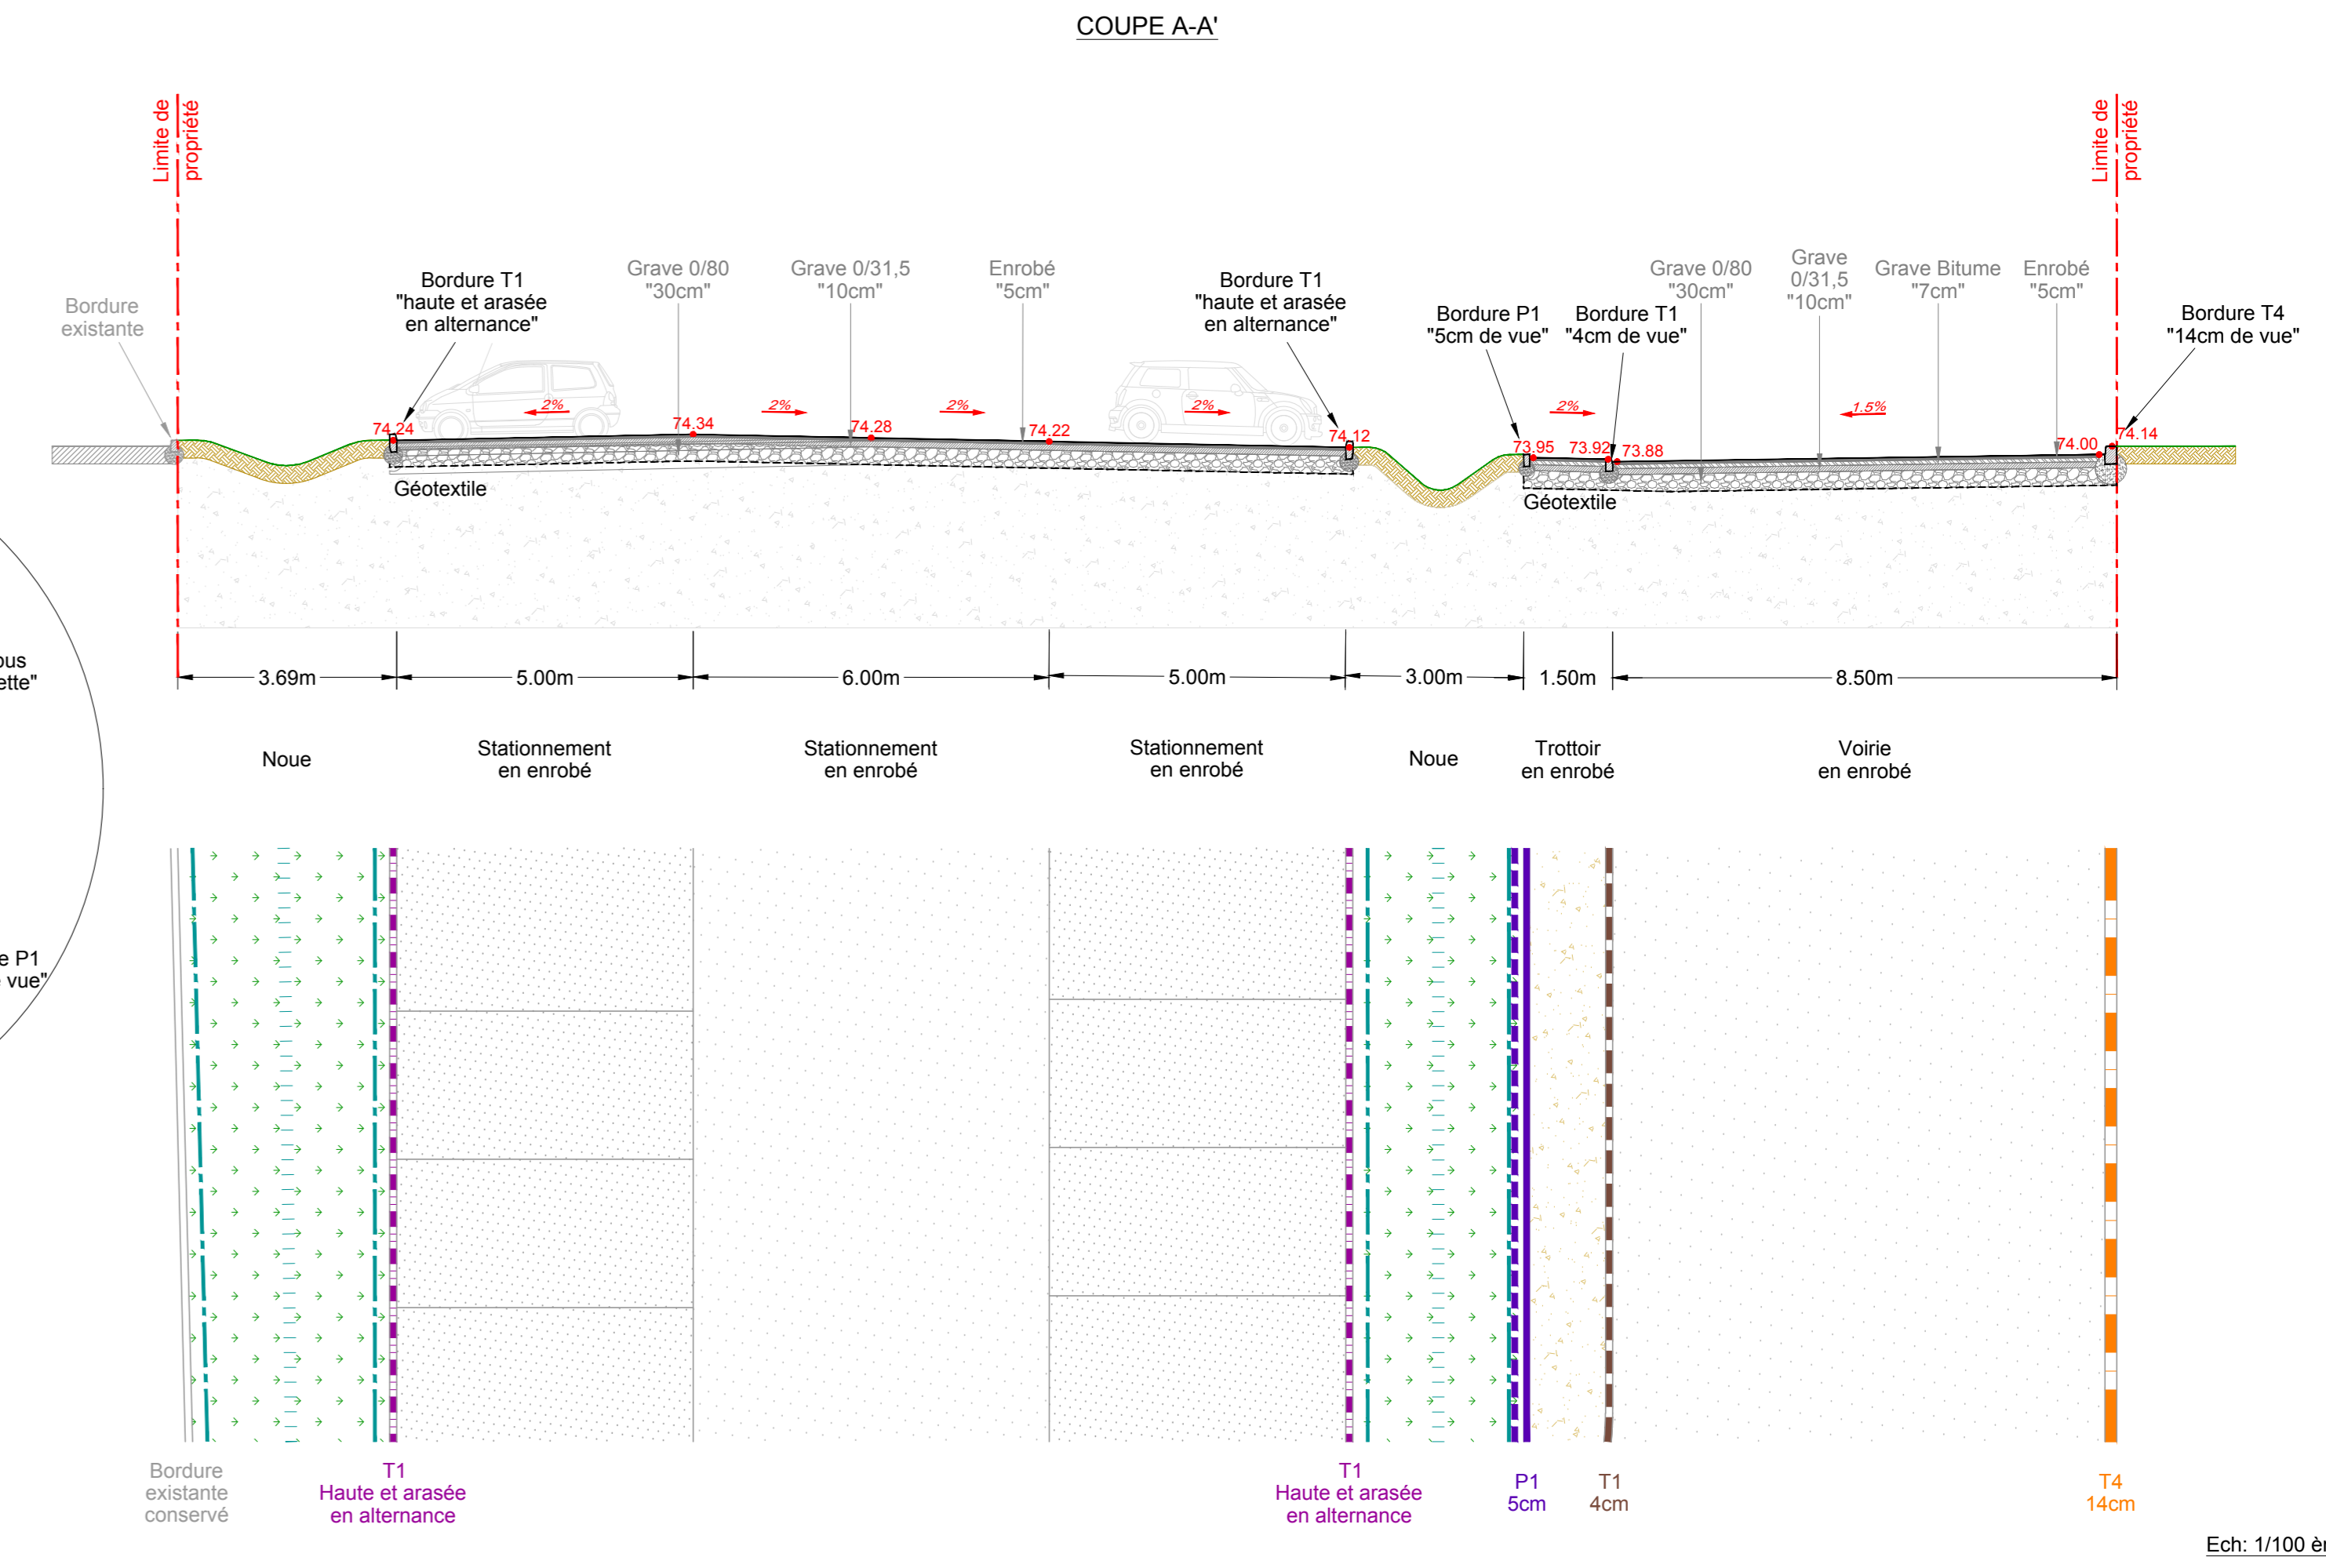 COUPE A-A'
Limite de
propriété
Limite de
propriété
Bordure
existante
Bordure T1
"haute et arasée
en alternance"
Grave 0/80
"30cm"
Grave 0/31,5
"10cm"
Enrobé
"5cm"
Bordure T1
"haute et arasée
en alternance"
Bordure P1
"5cm de vue"
Bordure T1
"4cm de vue"
Grave 0/80
"30cm"
Grave
0/31,5
"10cm"
Grave Bitume
"7cm"
Enrobé
"5cm"
Bordure T4
"14cm de vue"
2%
2%
2%
2%
2%
1.5%
74.24
74.34
74.28
74.22
74.12
73.95
73.92
73.88
74.00
74.14
Géotextile
Géotextile
3.69m
5.00m
6.00m
5.00m
3.00m
1.50m
8.50m
Noue
Stationnement
en enrobé
Stationnement
en enrobé
Stationnement
en enrobé
Noue
Trottoir
en enrobé
Voirie
en enrobé
P1
vue"
Bordure
existante
conservé
T1
Haute et arasée
en alternance
T1
Haute et arasée
en alternance
P1
5cm
T1
4cm
T4
14cm
Ech: 1/100